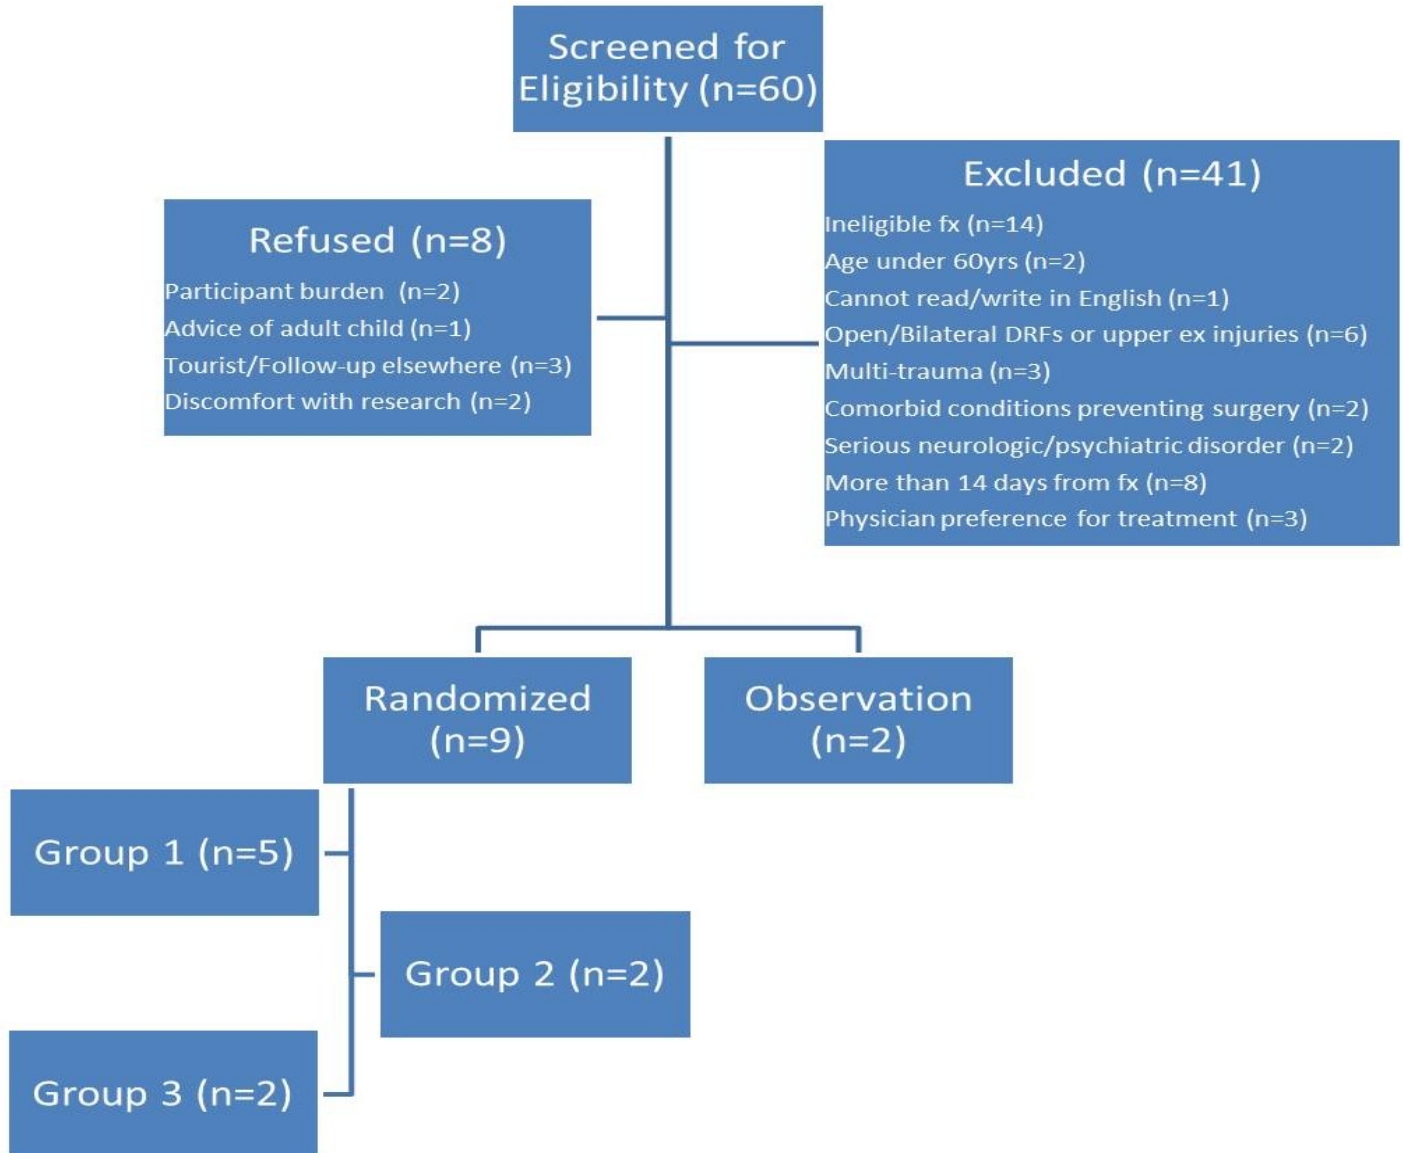 Screened for
Eligibility (n=60)
Refused (n=8)
Participant burden (n=2)
Advice of adult child (n=1)
Tourist/Follow-up elsewhere (n=3)
Discomfort with research (n=2)
Excluded (n=41)
Ineligible fx (n=14)
Age under 60yrs (n=2)
Cannot read/write in English (n=1)
Open/Bilateral DRFs or upper ex injuries (n=6)
Multi-trauma (n=3)
Comorbid conditions preventing surgery (n=2)
Serious neurologic/psychiatric disorder (n=2)
More than 14 days from fx (n=8)
Physician preference for treatment (n=3)
Randomized
(n=9)
Observation
(n=2)
Group 1 (n=5)
Group 2 (n=2)
Group 3 (n=2)